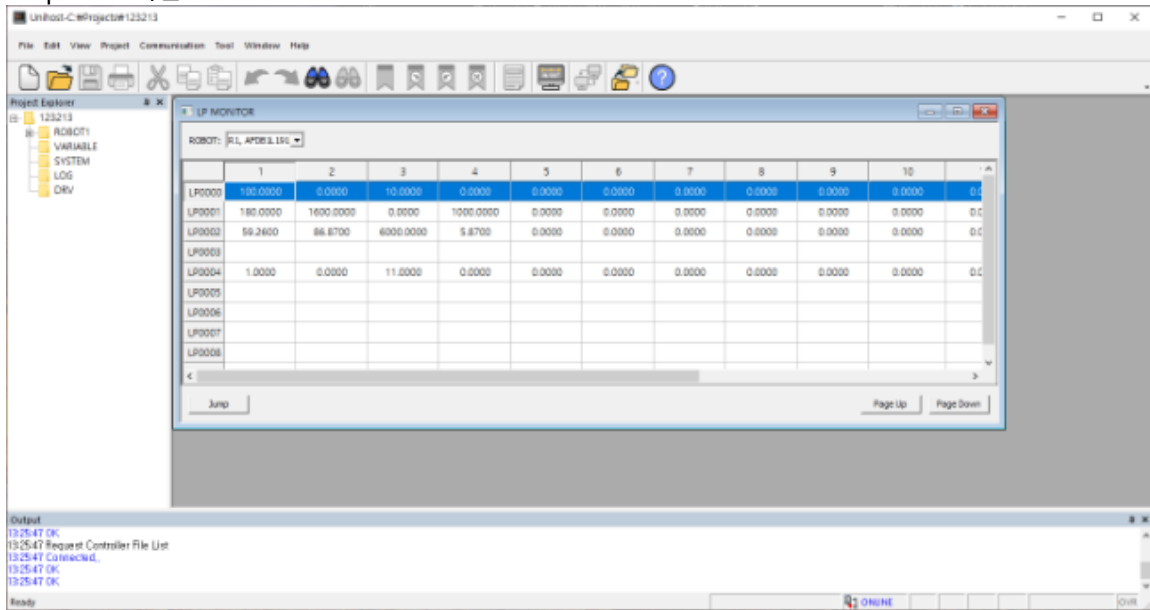 Unihost-C:₩Projects₩123213
File Edit View Project Communication Tool Window Help
Project Explorer
123213
ROBOT1
VARIABLE
SYSTEM
LOG
DRV
LP MONITOR
ROBOT:
1 2 3 4 5 6 7 8 9 10
LP0000 100.0000 0.0000 10.0000 0.0000 0.0000 0.0000 0.0000 0.0000 0.0000 0.0000
LP0001 180.0000 1600.0000 0.0000 1000.0000 0.0000 0.0000 0.0000 0.0000 0.0000 0.0000
LP0002 59.2600 86.8700 6000.0000 5.8700 0.0000 0.0000 0.0000 0.0000 0.0000 0.0000
LP0003
LP0004 1.0000 0.0000 11.0000 0.0000 0.0000 0.0000 0.0000 0.0000 0.0000 0.0000
LP0005
LP0006
LP0007
LP0008
Jump Page Up Page Down
Output
13:25:47 OK
13:25:47 Request Controller File List
13:25:47 Connected,,
13:25:47 OK
13:25:47 OK
Ready ONLINE OVR